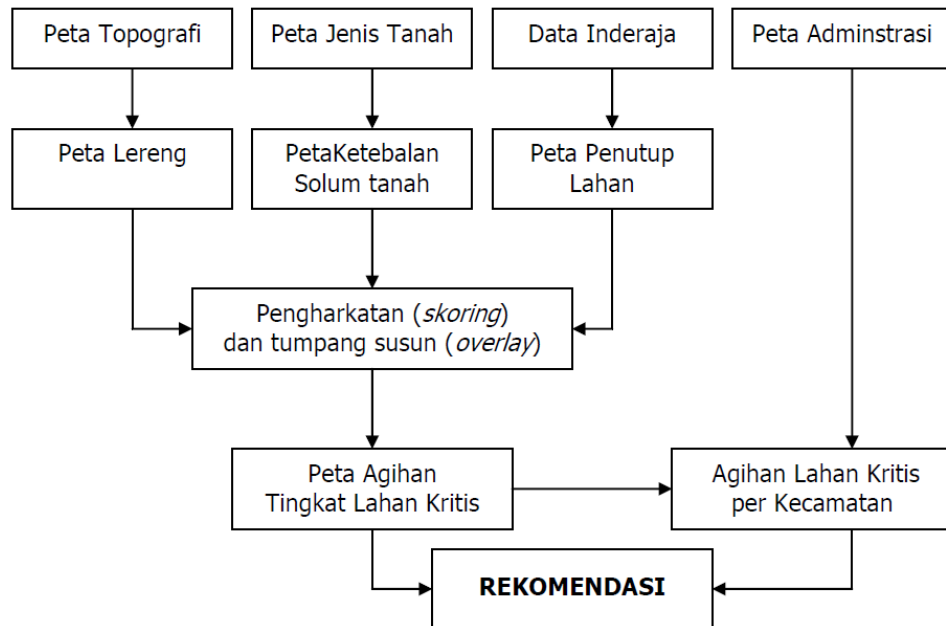 Peta Topografi
Peta Jenis Tanah
Data Inderaja
Peta Adminstrasi
Peta Lereng
PetaKetebalan
Solum tanah
Peta Penutup
Lahan
Pengharkatan (skoring)
dan tumpang susun (overlay)
Peta Agihan
Tingkat Lahan Kritis
Agihan Lahan Kritis
per Kecamatan
REKOMENDASI